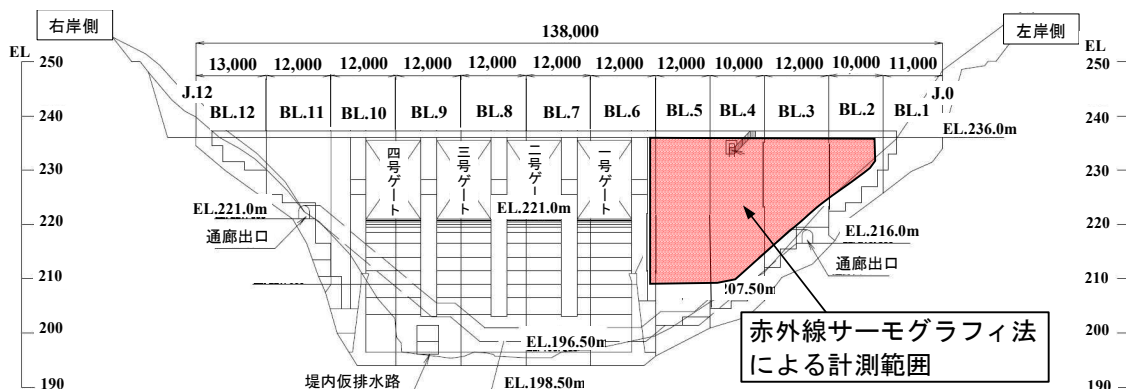 右岸側
左岸側
138,000
EL
EL
13,000 12,000 12,000 12,000 12,000 12,000 12,000 12,000 10,000 12,000 10,000 11,000
250
250
J.12
J.0
BL.12 BL.11 BL.10 BL.9 BL.8 BL.7 BL.6 BL.5 BL.4 BL.3 BL.2 BL.1
240
240
EL.236.0m
四号ゲート
三号ゲート
二号ゲー
一号ゲート
230
230
EL.221.0m
EL.221.0m
220
220
EL.216.0m
通廊出口
通廊出口
210
210
207.50m
赤外線サーモグラフィ法
による計測範囲
200
200
EL.196.50m
堤内仮排水路
EL.198.50m
190
190